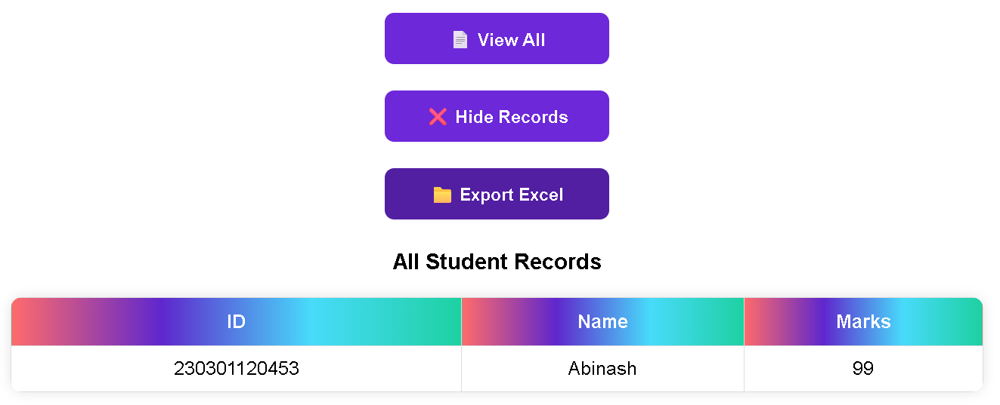 View All
Hide Records
Export Excel
All Student Records
ID Name Marks
230301120453 Abinash 99